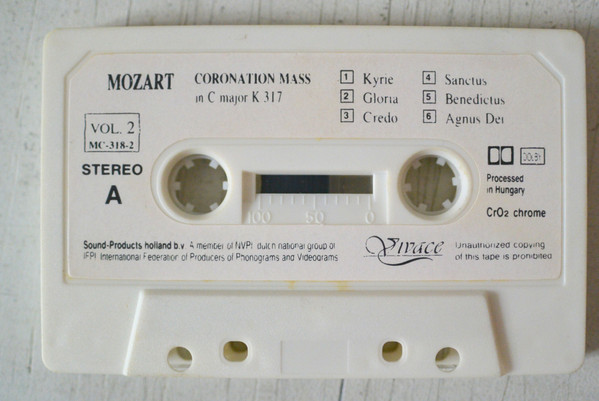 MOZART
CORONATION MASS
in C major K 317
1 Kyrie
2 Gloria
3 Credo
4 Sanctus
5 Benedictus
6 Agnus Dei
VOL. 2
MC-318-2
STEREO
A
DOLBY
Processed
in Hungary
CrO2 chrome
100 50 0
Sound-Products holland b.v. A member of NVPI dutch national group of
IFPI International Federation of Producers of Phonograms and Videograms
Vivace
Unauthorized copying
of this tape is prohibited